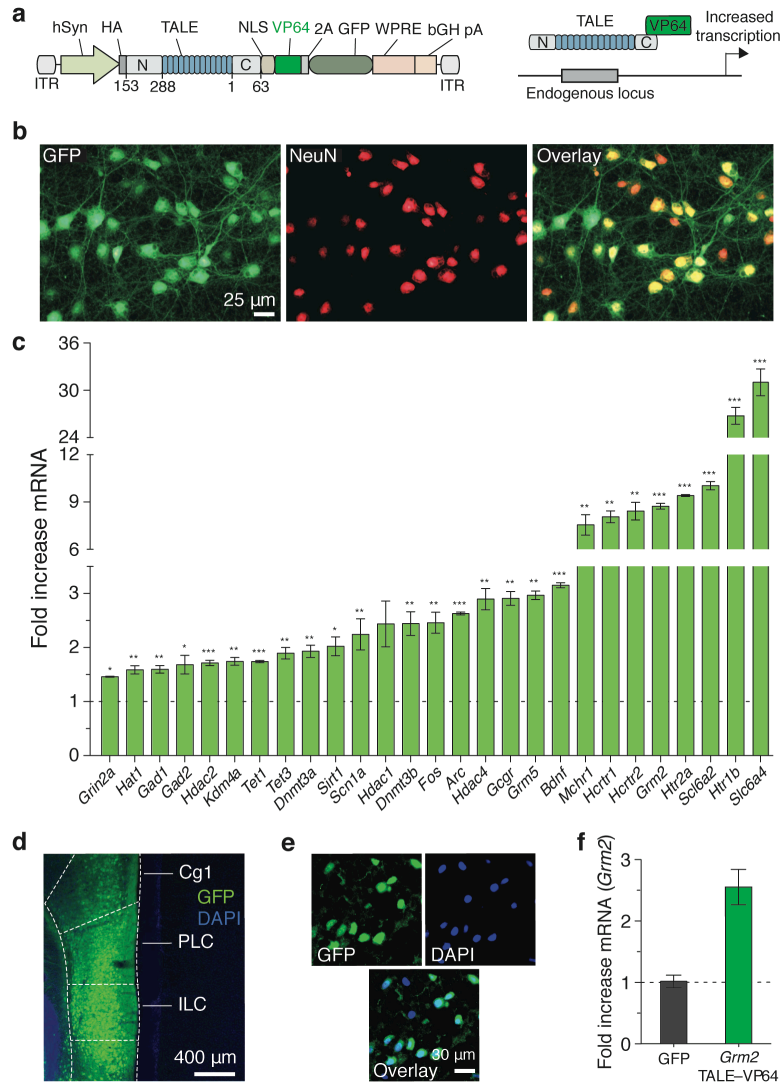 a
hSyn HA TALE NLS VP64 2A GFP WPRE bGH pA
N C
ITR 153 288 1 63 ITR
TALE VP64 Increased
transcription
N C
Endogenous locus
b
GFP NeuN Overlay
25 µm
c
Fold increase mRNA
36
30
24
12
9
6
3
2
1
0
* ** ** * *** ** *** ** ** * ** ** ** *** ** ** ** *** ** ** ** *** *** *** *** ***
Grin2a Hat1 Gad1 Gad2 Hdac2 Kdm4a Tet1 Tet3 Dnmt3a Sirt1 Scn1a Hdac1 Dnmt3b Fos Arc Hdac4 Gcgr Grm5 Bdnf Mchr1 Hcrtr1 Hcrtr2 Grm2 Htr2a Scl6a2 Htr1b Slc6a4
d
Cg1
GFP
DAPI
PLC
ILC
400 µm
e
GFP DAPI
Overlay 30 µm
f
Fold increase mRNA (Grm2)
3
2
1
0
GFP Grm2
TALE–VP64